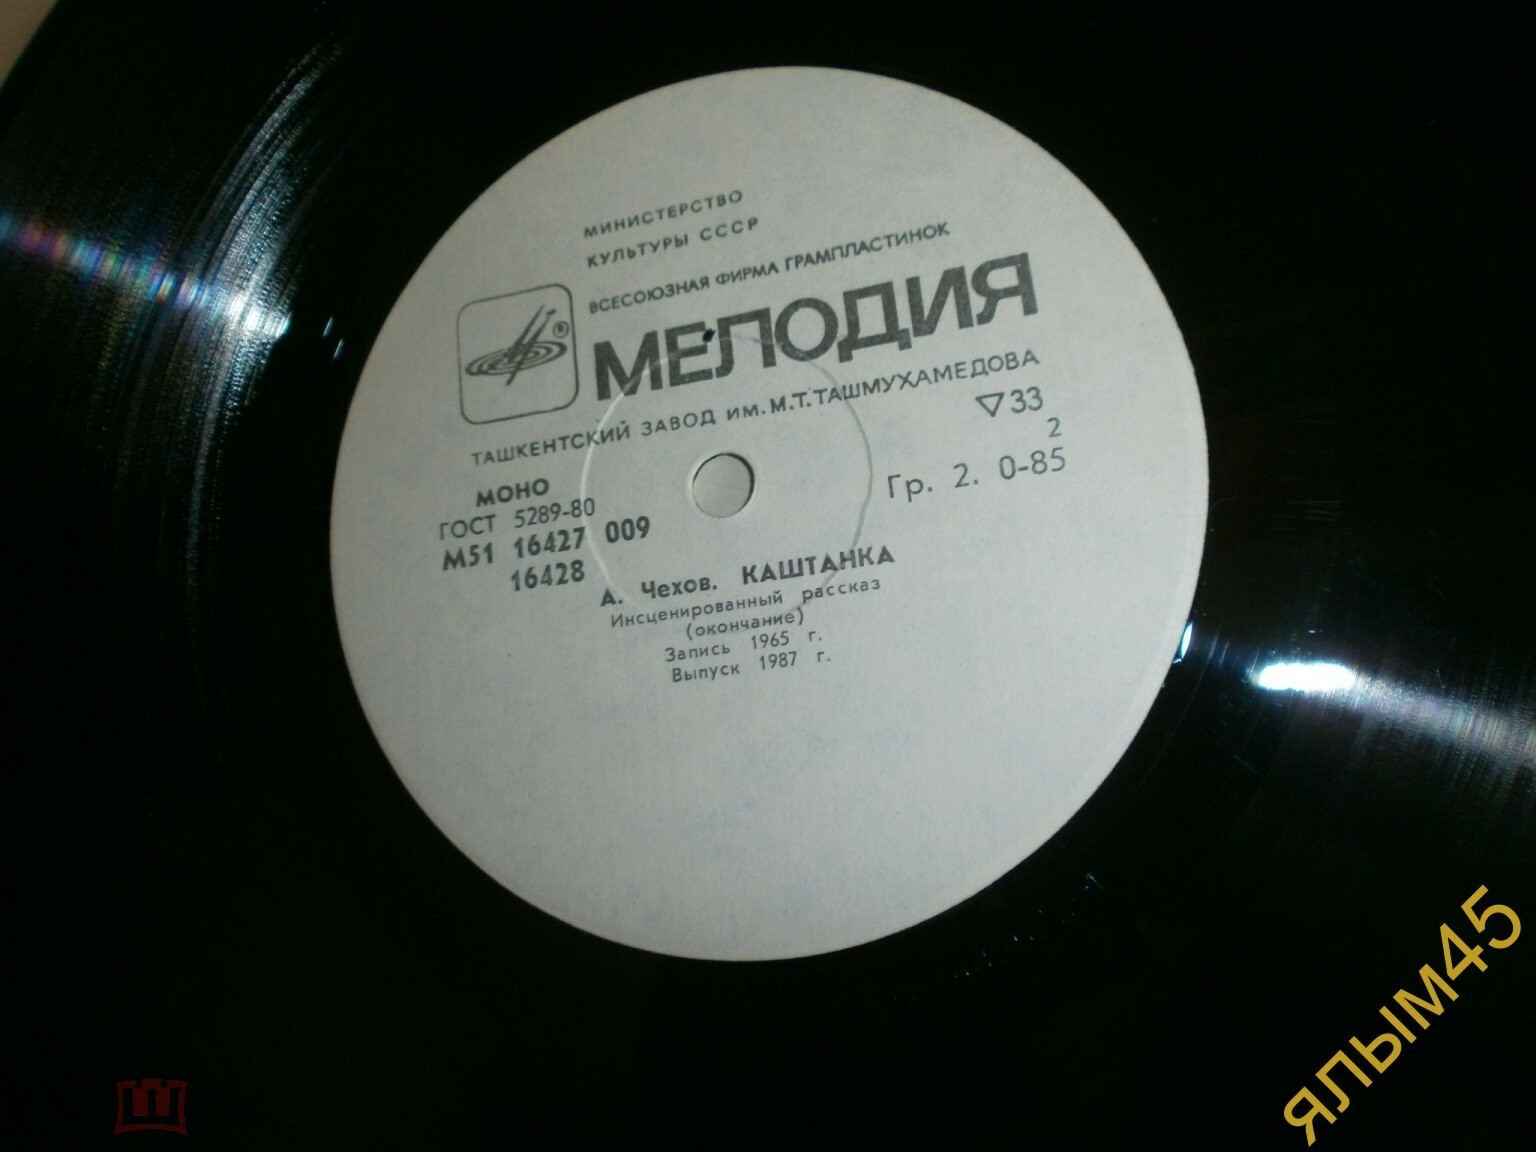 МИНИСТЕРСТВО
КУЛЬТУРЫ СССР
ВСЕСОЮЗНАЯ ФИРМА ГРАМПЛАСТИНОК
®
МЕЛОДИЯ
ТАШКЕНТСКИЙ ЗАВОД ИМ. М.Т. ТАШМУХАМЕДОВА
▽33
2
МОНО
ГОСТ 5289-80
Гр. 2. 0-85
М51 16427 009
16428
А. Чехов. КАШТАНКА
Инсценированный рассказ
(окончание)
Запись 1965 г.
Выпуск 1987 г.
ЯЛЫМ45